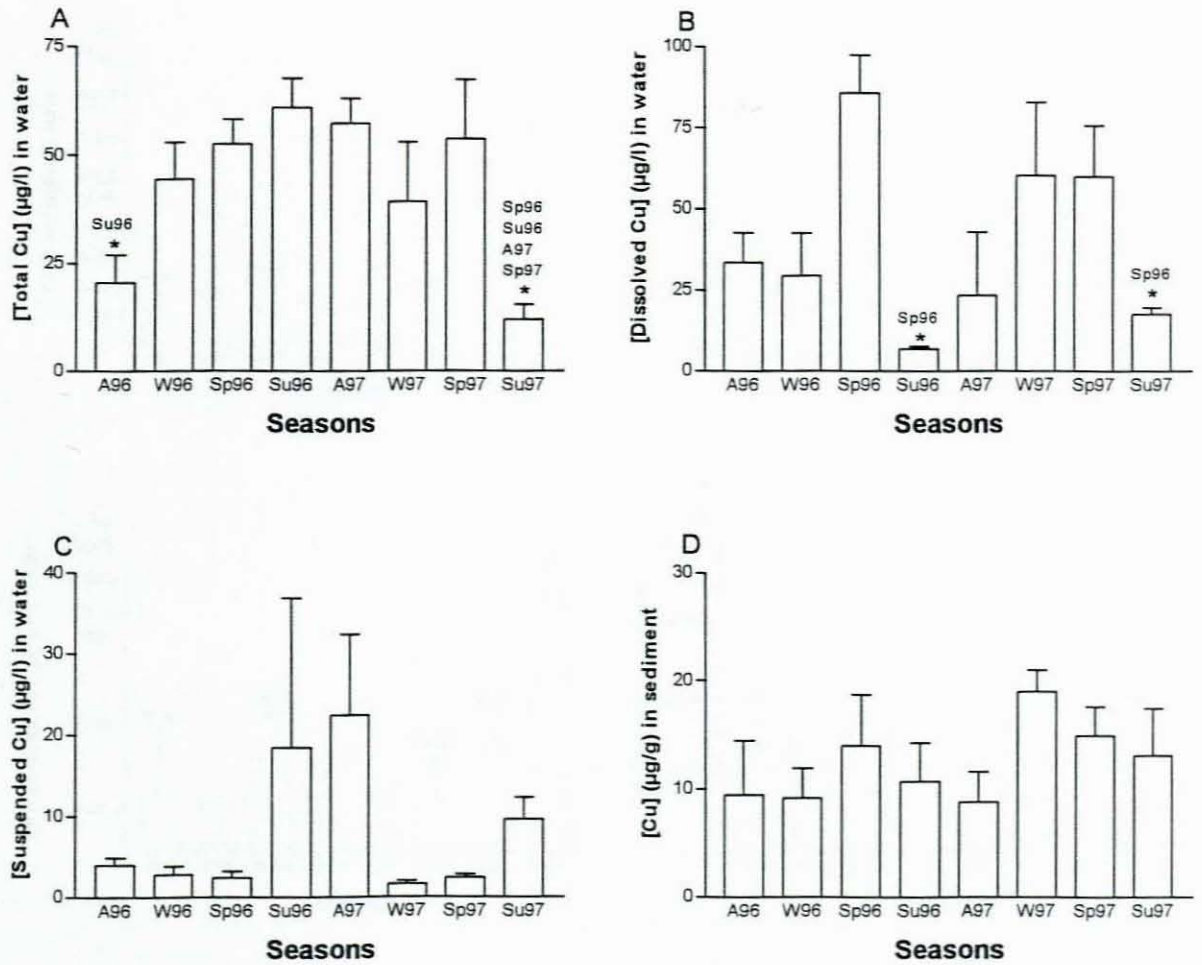 A
[Total Cu] (µg/l) in water
75
50
25
0
Su96
*
Sp96
Su96
A97
Sp97
*
A96 W96 Sp96 Su96 A97 W97 Sp97 Su97
Seasons
B
[Dissolved Cu] (µg/l) in water
100
75
50
25
0
Sp96
*
Sp96
*
A96 W96 Sp96 Su96 A97 W97 Sp97 Su97
Seasons
C
[Suspended Cu] (µg/l) in water
40
30
20
10
0
A96 W96 Sp96 Su96 A97 W97 Sp97 Su97
Seasons
D
[Cu] (µg/g) in sediment
30
20
10
0
A96 W96 Sp96 Su96 A97 W97 Sp97 Su97
Seasons